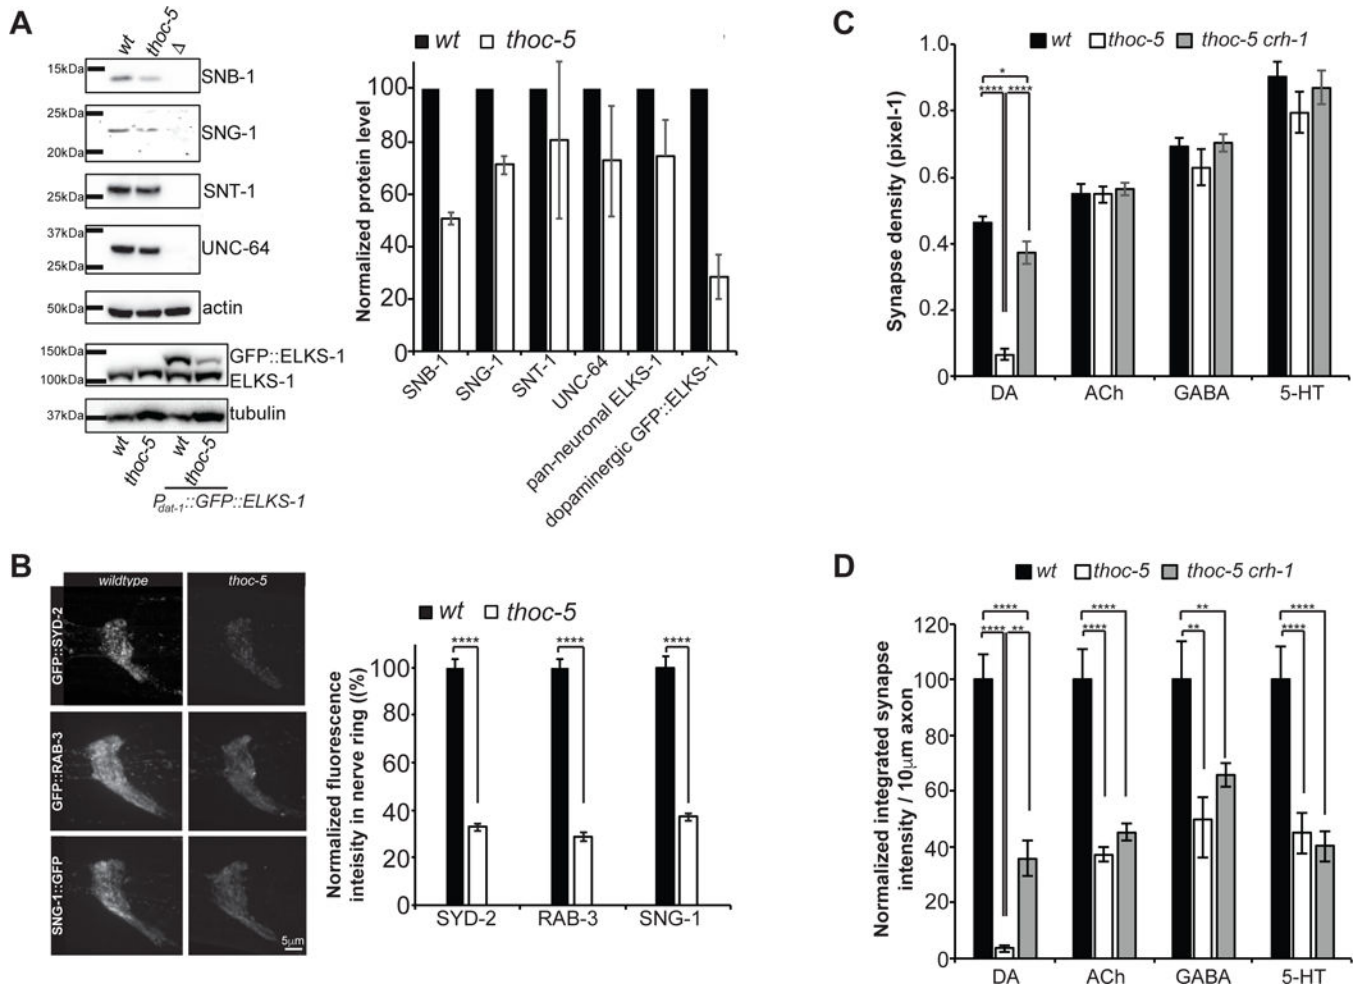 A
wt
thoc-5
Δ
15kDa
SNB-1
25kDa
SNG-1
20kDa
SNT-1
25kDa
37kDa
UNC-64
25kDa
50kDa
actin
150kDa
GFP::ELKS-1
100kDa
ELKS-1
37kDa
tubulin
wt
thoc-5
wt
thoc-5
Pdat-1::GFP::ELKS-1
wt
thoc-5
Normalized protein level
100
80
60
40
20
0
SNB-1
SNG-1
SNT-1
UNC-64
pan-neuronal ELKS-1
dopaminergic GFP::ELKS-1
B
wildtype
thoc-5
GFP::SYD-2
GFP::RAB-3
SNG-1::GFP
5μm
wt
thoc-5
Normalized fluorescence
inteisity in nerve ring ((%)
100
80
60
40
20
0
****
****
****
SYD-2
RAB-3
SNG-1
C
wt
thoc-5
thoc-5 crh-1
Synapse density (pixel-1)
1.0
0.8
0.6
0.4
0.2
0
*
**** ****
DA
ACh
GABA
5-HT
D
wt
thoc-5
thoc-5 crh-1
Normalized integrated synapse
intensity / 10μm axon
120
100
80
60
40
20
0
****
**** **
****
****
**
**
****
****
DA
ACh
GABA
5-HT